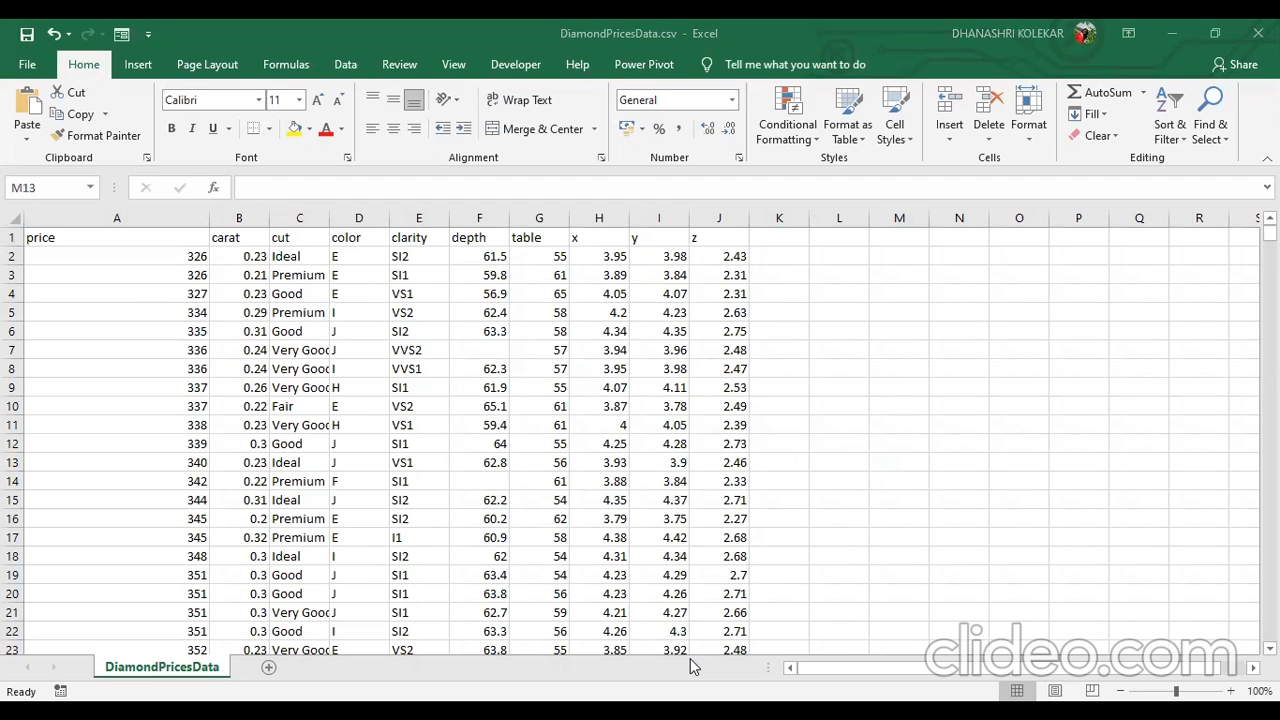 DiamondPricesData.csv - Excel
DHANASHRI KOLEKAR
File Home Insert Page Layout Formulas Data Review View Developer Help Power Pivot Tell me what you want to do Share
Cut
Copy
Format Painter
Paste
Clipboard
Calibri 11
B I U A
Font
Wrap Text
Merge & Center
Alignment
General
%
Number
Conditional Formatting
Format as Table
Cell Styles
Styles
Insert Delete Format
Cells
AutoSum
Fill
Clear
Sort & Filter
Find & Select
Editing
M13 fx
A B C D E F G H I J K L M N O P Q R S
1 price carat cut color clarity depth table x y z
2 326 0.23 Ideal E SI2 61.5 55 3.95 3.98 2.43
3 326 0.21 Premium E SI1 59.8 61 3.89 3.84 2.31
4 327 0.23 Good E VS1 56.9 65 4.05 4.07 2.31
5 334 0.29 Premium I VS2 62.4 58 4.2 4.23 2.63
6 335 0.31 Good J SI2 63.3 58 4.34 4.35 2.75
7 336 0.24 Very Good J VVS2 57 3.94 3.96 2.48
8 336 0.24 Very Good I VVS1 62.3 57 3.95 3.98 2.47
9 337 0.26 Very Good H SI1 61.9 55 4.07 4.11 2.53
10 337 0.22 Fair E VS2 65.1 61 3.87 3.78 2.49
11 338 0.23 Very Good H VS1 59.4 61 4 4.05 2.39
12 339 0.3 Good J SI1 64 55 4.25 4.28 2.73
13 340 0.23 Ideal J VS1 62.8 56 3.93 3.9 2.46
14 342 0.22 Premium F SI1 61 3.88 3.84 2.33
15 344 0.31 Ideal J SI2 62.2 54 4.35 4.37 2.71
16 345 0.2 Premium E SI2 60.2 62 3.79 3.75 2.27
17 345 0.32 Premium E I1 60.9 58 4.38 4.42 2.68
18 348 0.3 Ideal I SI2 62 54 4.31 4.34 2.68
19 351 0.3 Good J SI1 63.4 54 4.23 4.29 2.7
20 351 0.3 Good J SI1 63.8 56 4.23 4.26 2.71
21 351 0.3 Very Good J SI1 62.7 59 4.21 4.27 2.66
22 351 0.3 Good I SI2 63.3 56 4.26 4.3 2.71
23 352 0.23 Very Good E VS2 63.8 55 3.85 3.92 2.48
clideo.com
DiamondPricesData
Ready 100%